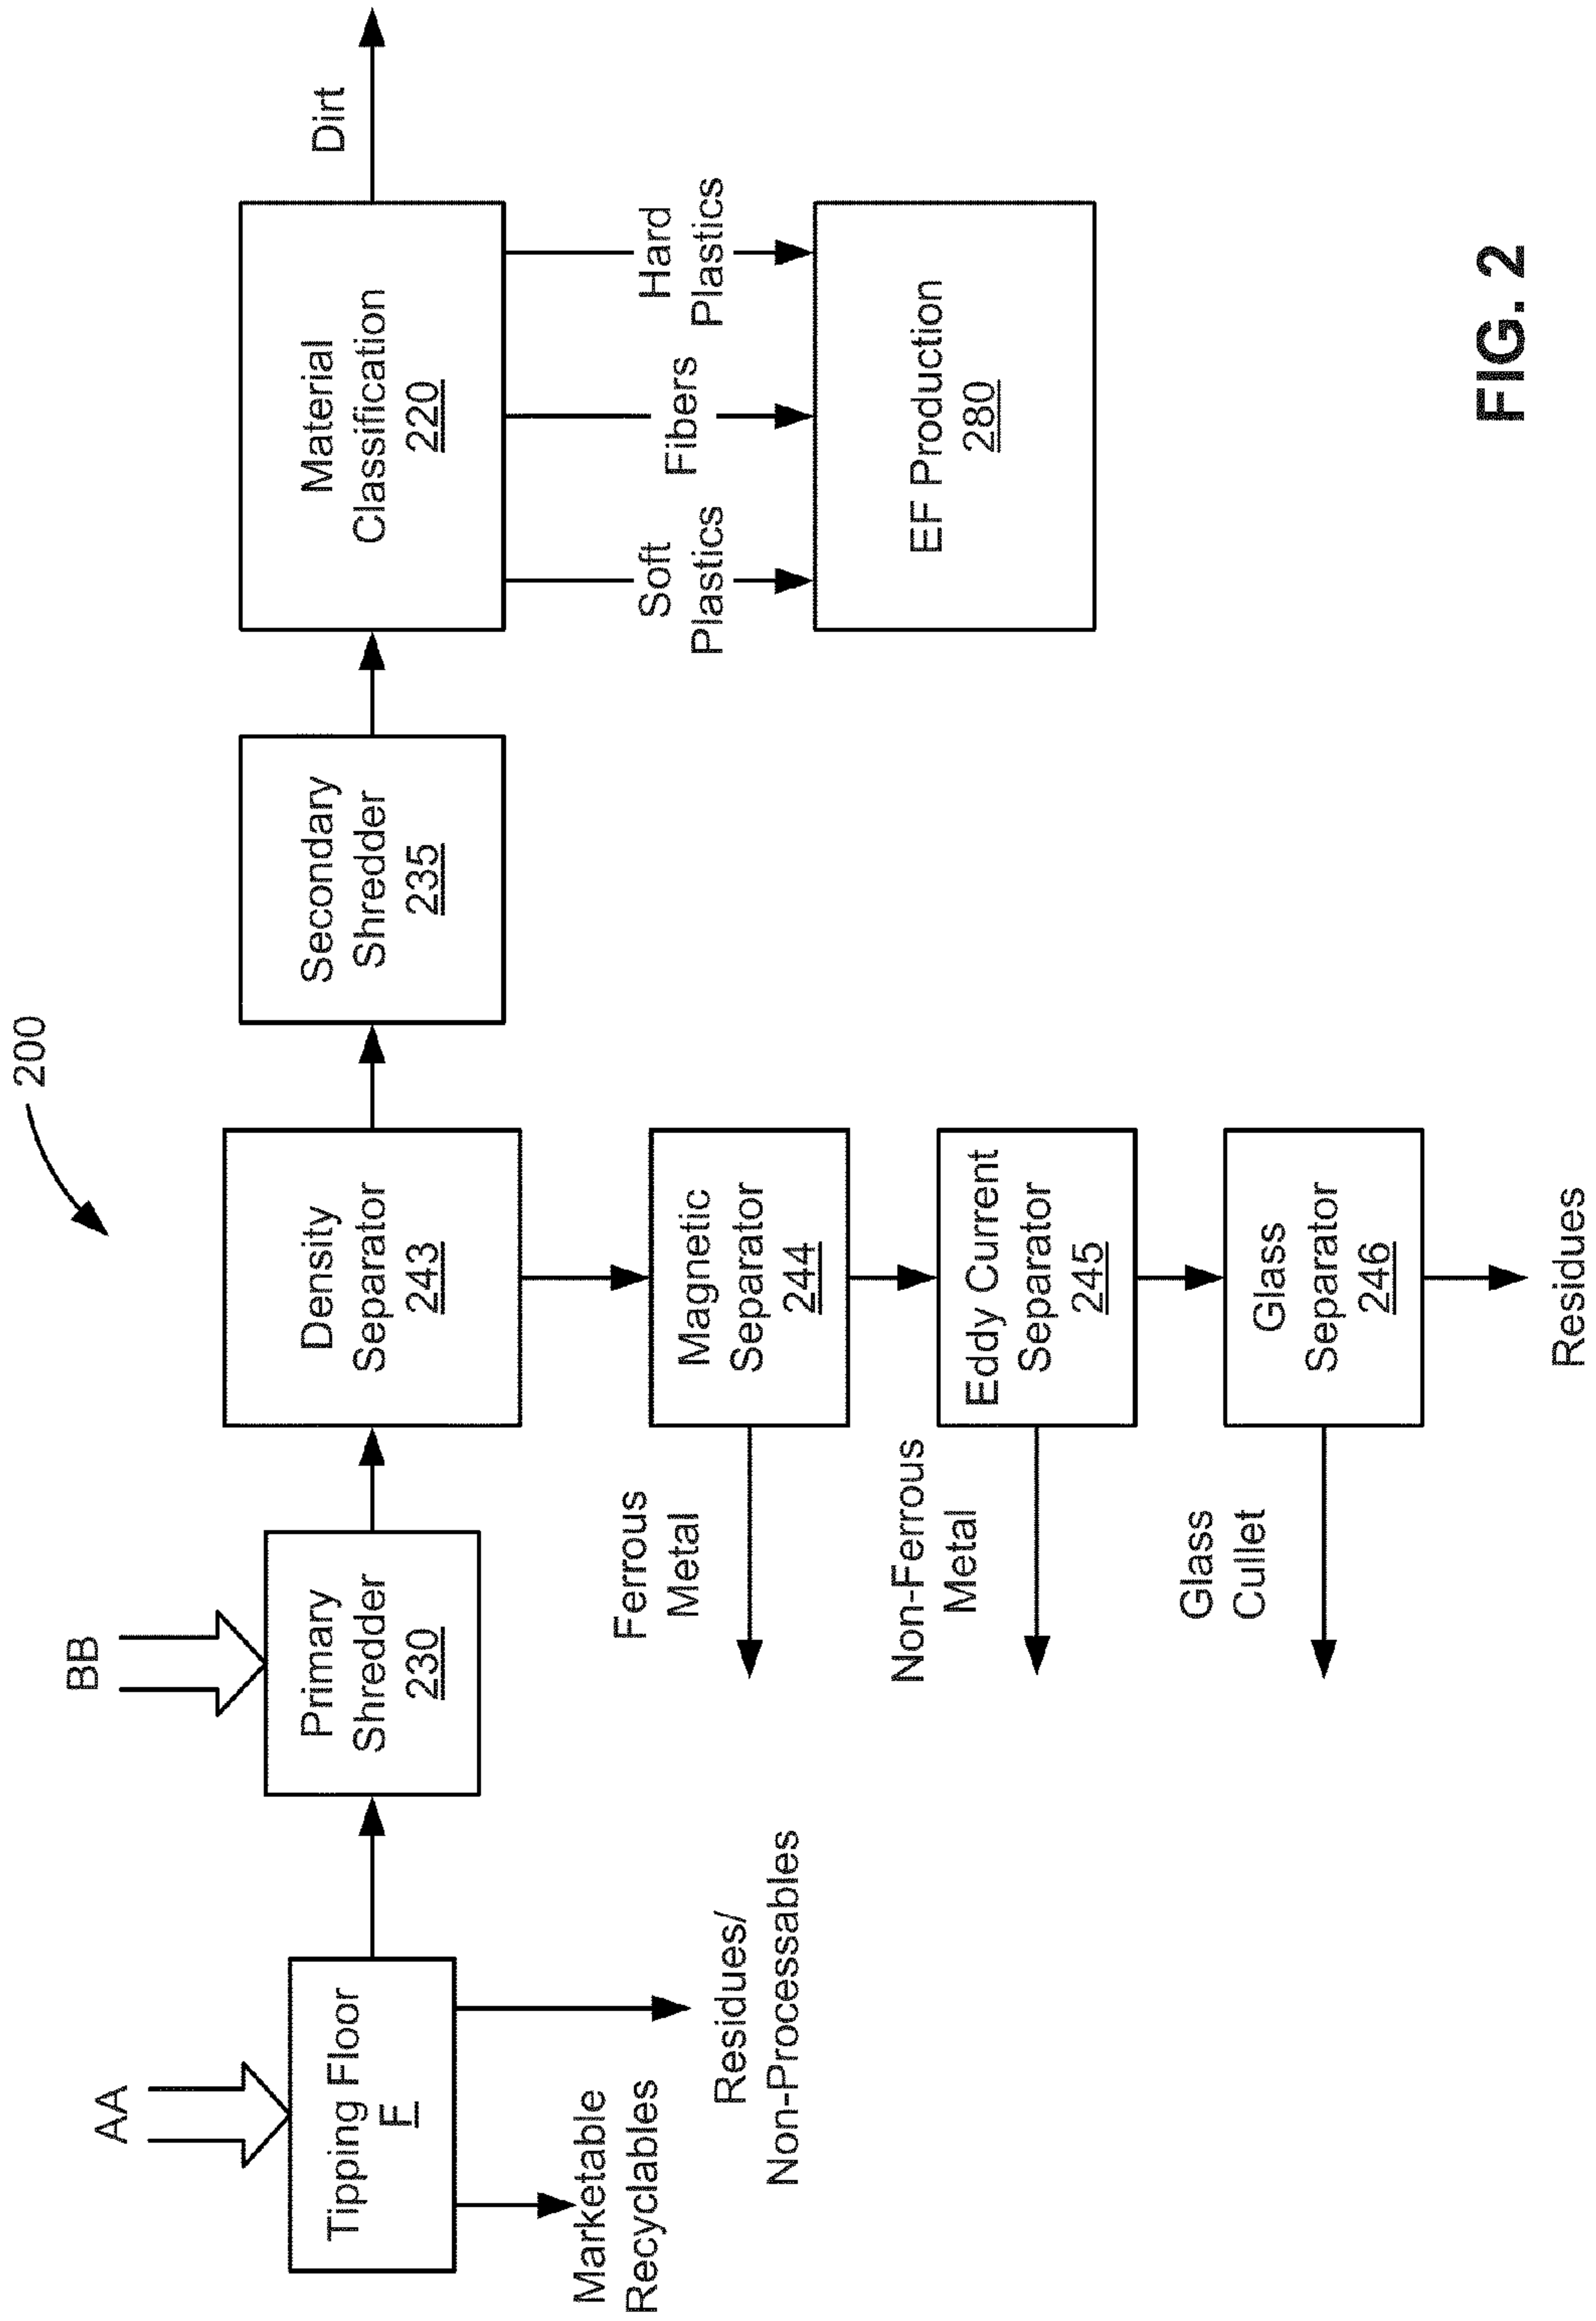 200
AA
BB
Tipping Floor
F
Primary
Shredder
230
Density
Separator
243
Secondary
Shredder
235
Material
Classification
220
Dirt
Marketable
Recyclables
Residues/
Non-Processables
Ferrous
Metal
Magnetic
Separator
244
Soft
Plastics
Fibers
Hard
Plastics
Non-Ferrous
Metal
Eddy Current
Separator
245
EF Production
280
Glass
Cullet
Glass
Separator
246
Residues
FIG. 2